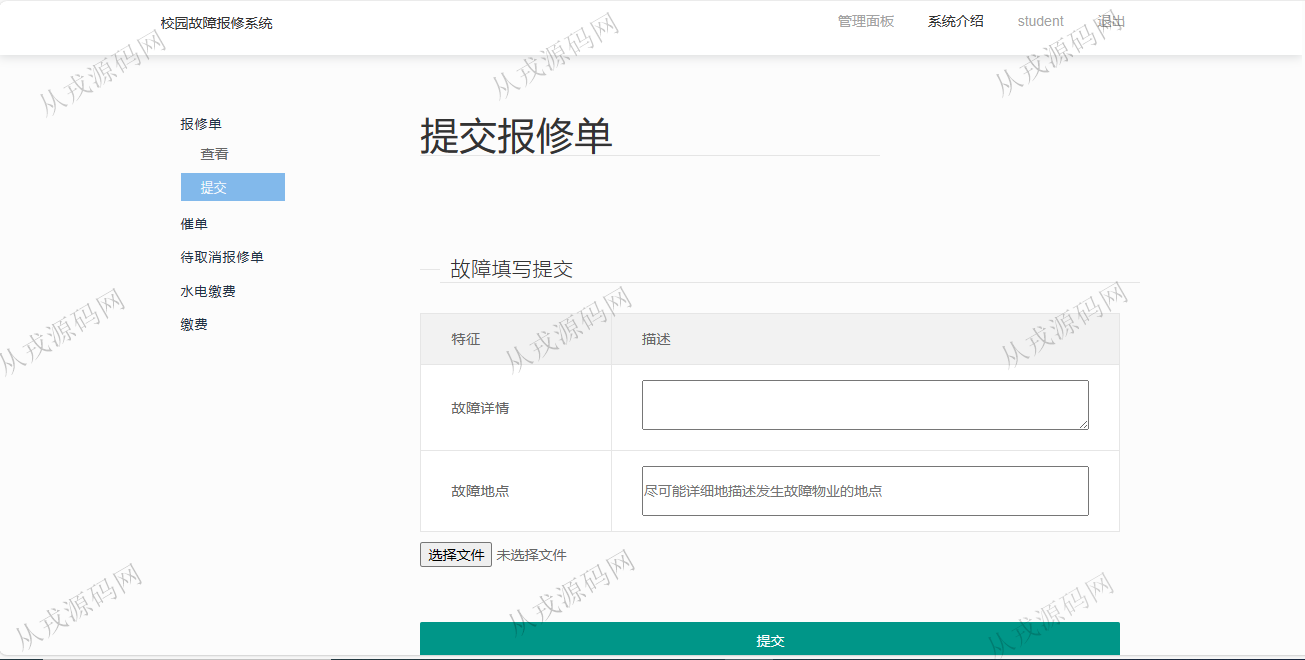 校园故障报修系统
管理面板 系统介绍 student 退出
从戎源码网 从戎源码网 从戎源码网
报修单
查看
提交
催单
待取消报修单
水电缴费
缴费
提交报修单
故障填写提交
从戎源码网 从戎源码网 从戎源码网
特征 描述
故障详情
故障地点 尽可能详细地描述发生故障物业的地点
选择文件 未选择文件
从戎源码网 从戎源码网 从戎源码网
提交